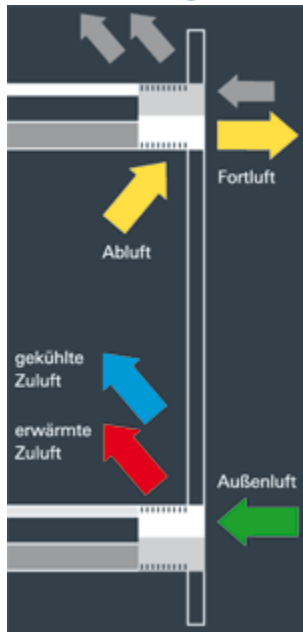 Fortluft
Abluft
gekühlte
Zuluft
erwärmte
Zuluft
Außenluft